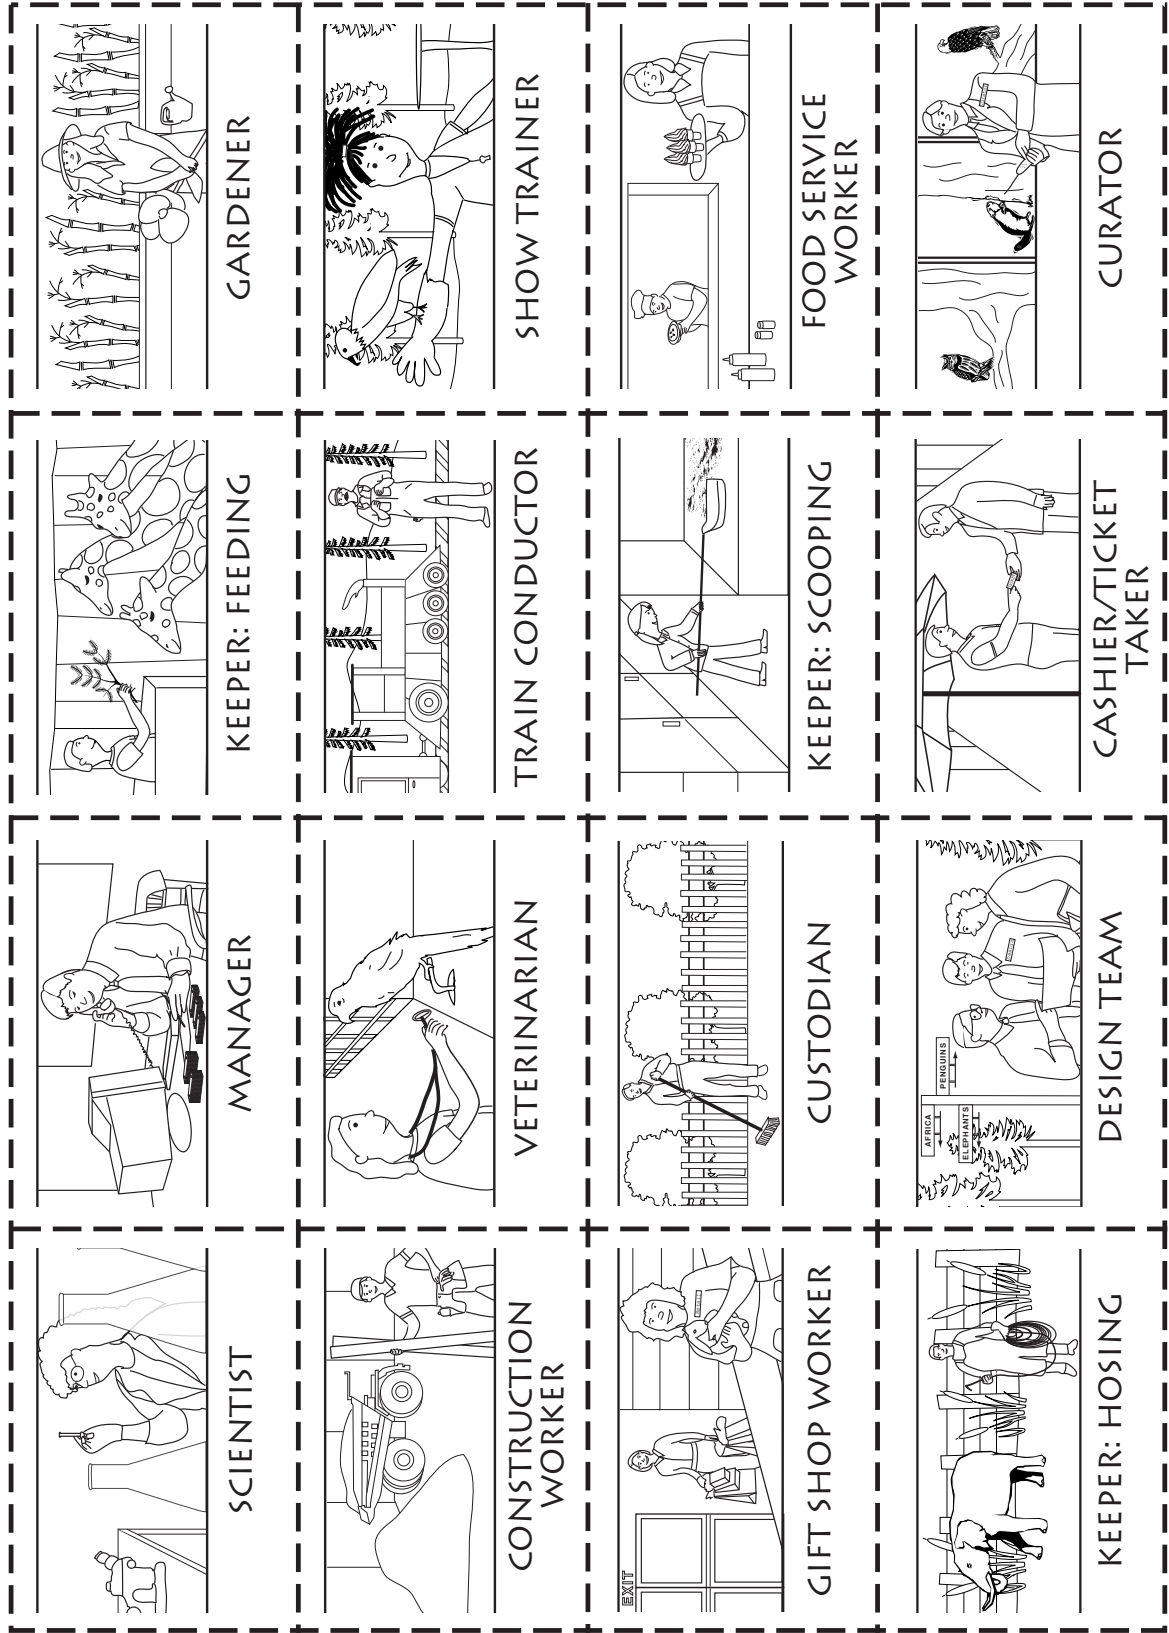 SCIENTIST
MANAGER
KEEPER: FEEDING
GARDENER
CONSTRUCTION
WORKER
VETERINARIAN
TRAIN CONDUCTOR
SHOW TRAINER
EXIT
GIFT SHOP WORKER
CUSTODIAN
KEEPER: SCOOPING
FOOD SERVICE
WORKER
KEEPER: HOSING
AFRICA
PENGUINS
ELEPHANTS
DESIGN TEAM
CASHIER/TICKET
TAKER
CURATOR